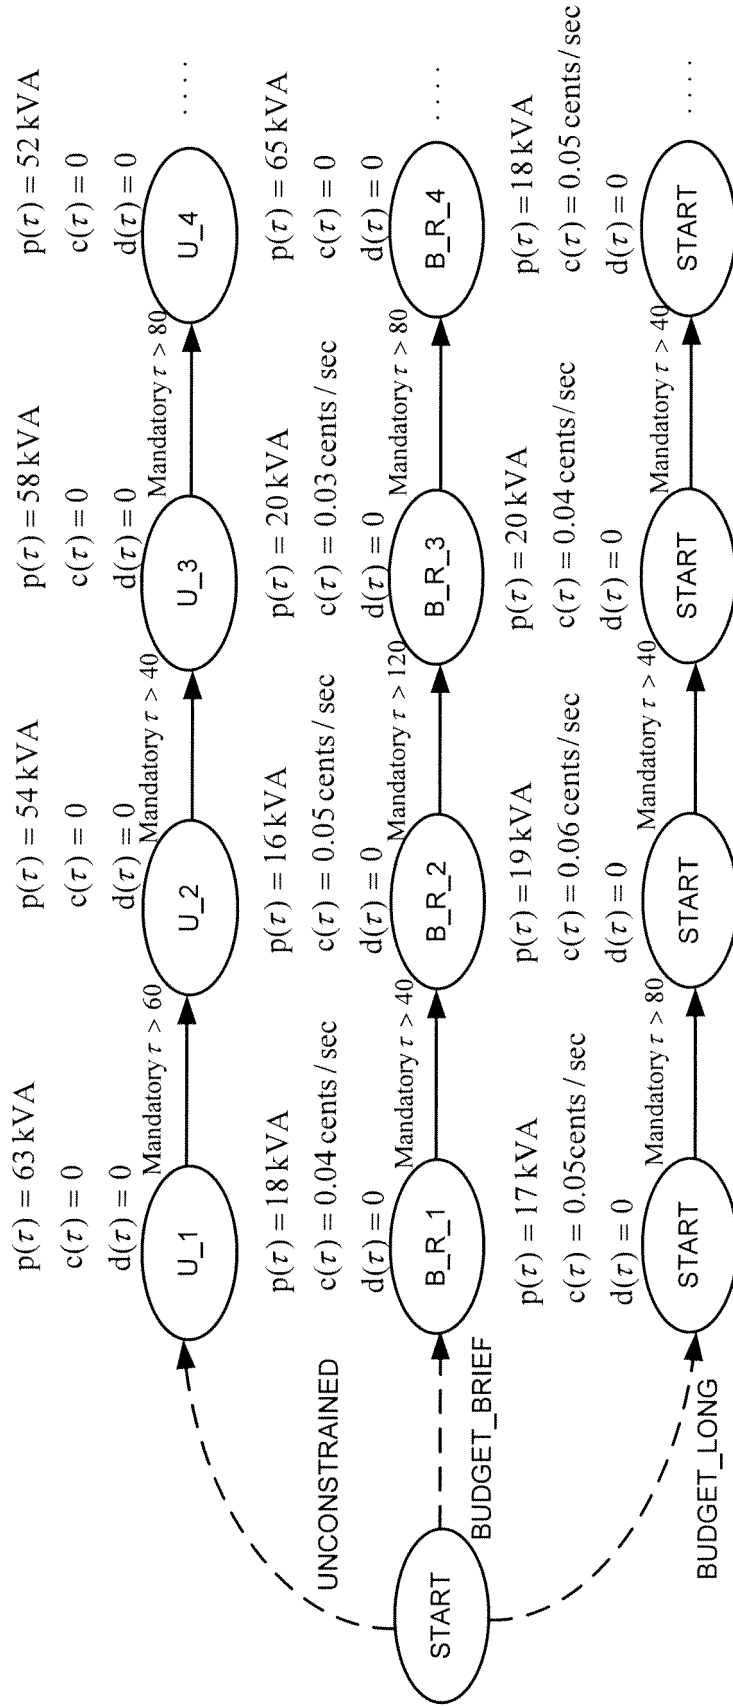 START
UNCONSTRAINED
BUDGET_BRIEF
BUDGET_LONG
p(τ) = 63 kVA
c(τ) = 0
d(τ) = 0
U_1
Mandatory τ > 60
p(τ) = 54 kVA
c(τ) = 0
d(τ) = 0
U_2
Mandatory τ > 40
p(τ) = 58 kVA
c(τ) = 0
d(τ) = 0
U_3
Mandatory τ > 80
p(τ) = 52 kVA
c(τ) = 0
d(τ) = 0
U_4
....
p(τ) = 18 kVA
c(τ) = 0.04 cents / sec
d(τ) = 0
B_R_1
Mandatory τ > 40
p(τ) = 16 kVA
c(τ) = 0.05 cents / sec
d(τ) = 0
B_R_2
Mandatory τ > 120
p(τ) = 20 kVA
c(τ) = 0.03 cents / sec
d(τ) = 0
B_R_3
Mandatory τ > 80
p(τ) = 65 kVA
c(τ) = 0
d(τ) = 0
B_R_4
....
p(τ) = 17 kVA
c(τ) = 0.05cents / sec
d(τ) = 0
START
Mandatory τ > 80
p(τ) = 19 kVA
c(τ) = 0.06 cents / sec
d(τ) = 0
START
Mandatory τ > 40
p(τ) = 20 kVA
c(τ) = 0.04 cents / sec
d(τ) = 0
START
Mandatory τ > 40
p(τ) = 18 kVA
c(τ) = 0.05 cents / sec
d(τ) = 0
START
....